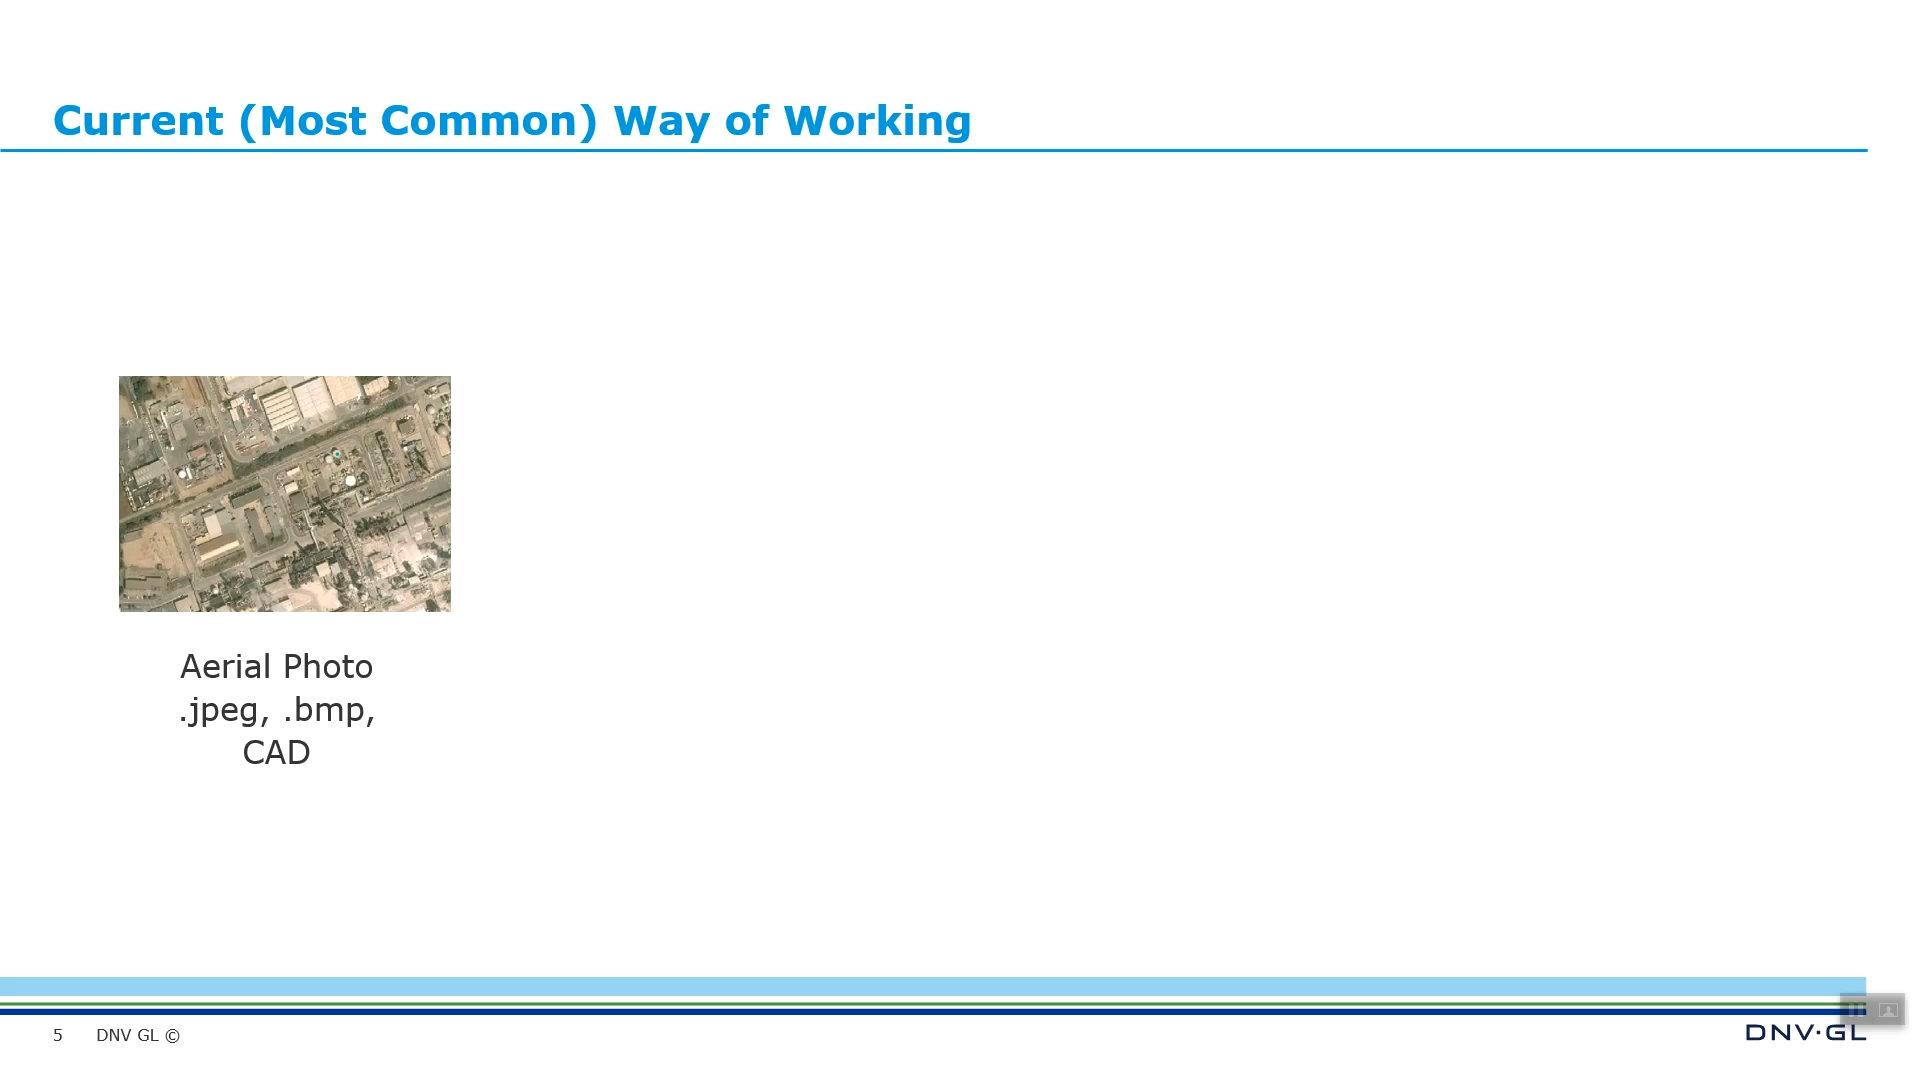 Current (Most Common) Way of Working
Aerial Photo
.jpeg, .bmp,
CAD
5 DNV GL ©
DNV·GL